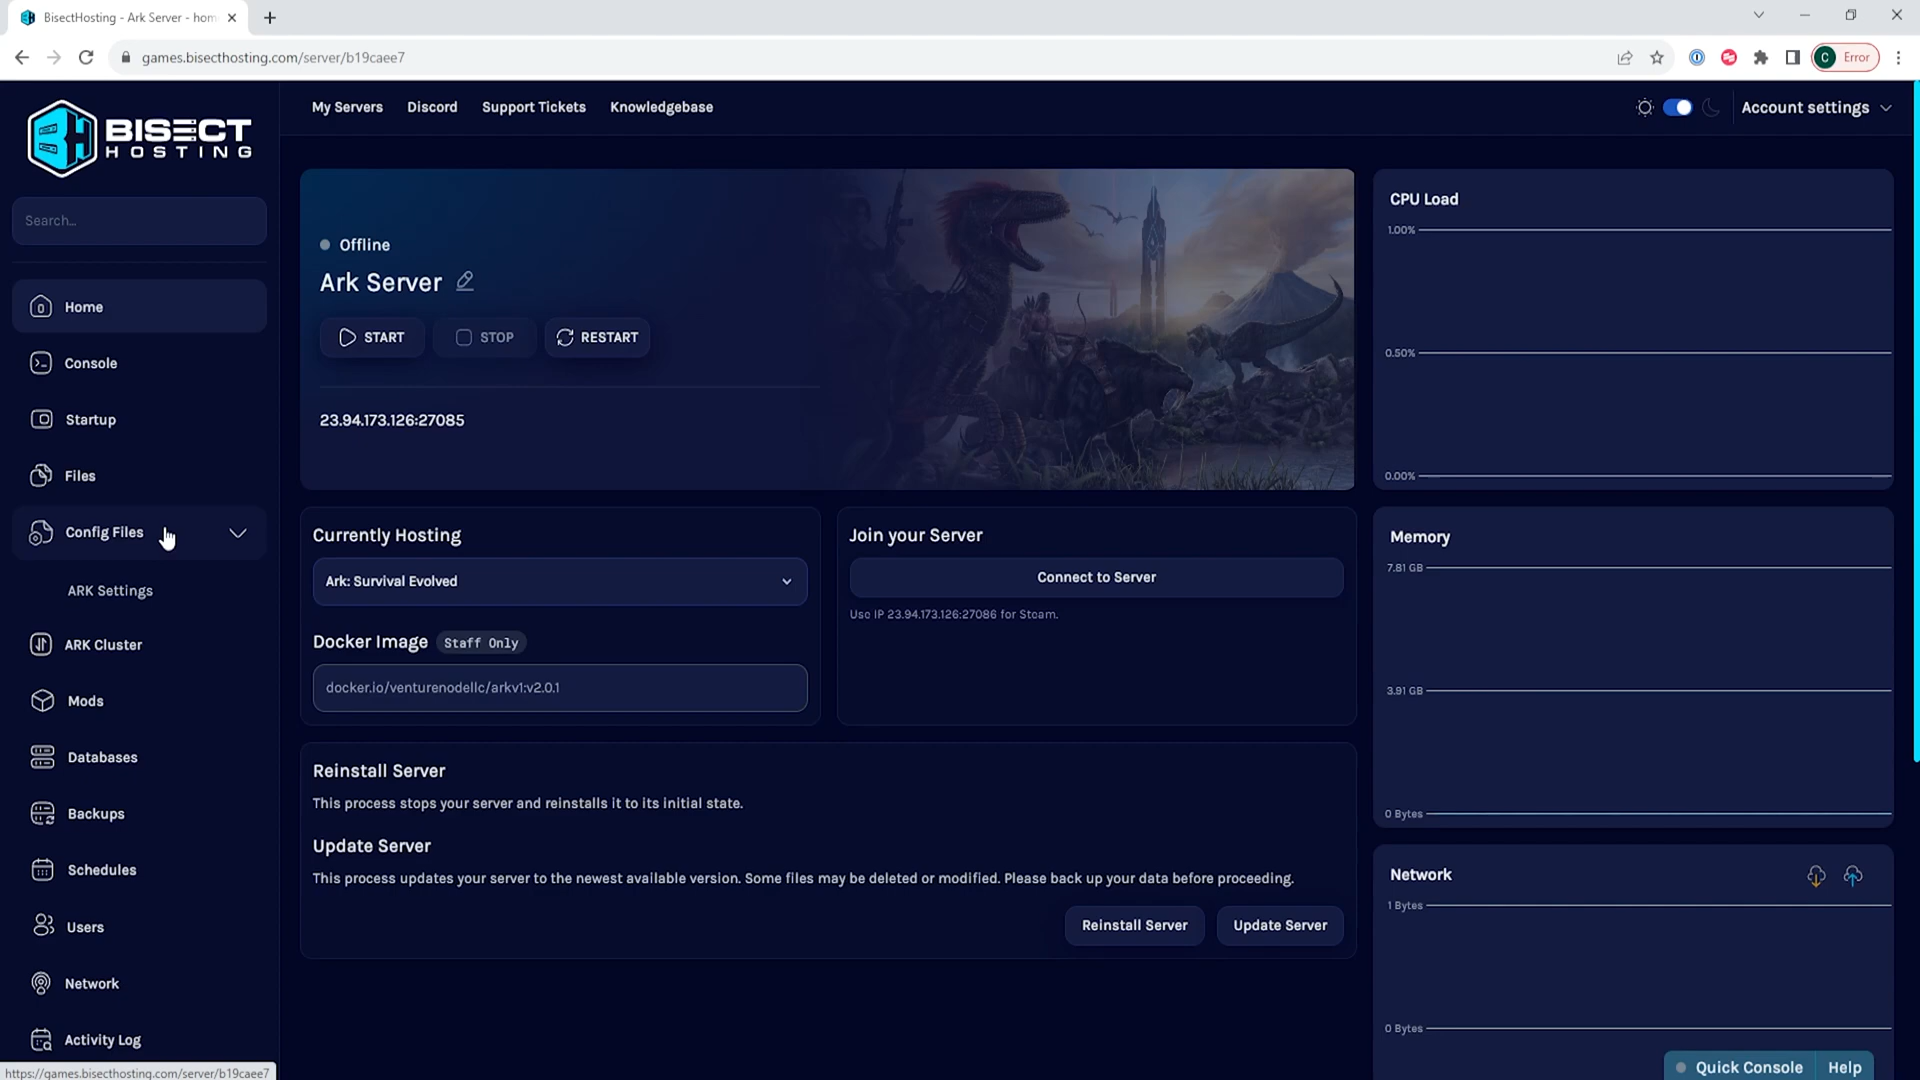 BisectHosting - Ark Server - hom
games.bisecthosting.com/server/b19caee7
C Error
BISECT
HOSTING
My Servers Discord Support Tickets Knowledgebase
Account settings
Search...
Home
Console
Startup
Files
Config Files
ARK Settings
ARK Cluster
Mods
Databases
Backups
Schedules
Users
Network
Activity Log
Offline
Ark Server
START STOP RESTART
23.94.173.126:27085
Currently Hosting
Ark: Survival Evolved
Docker Image Staff Only
docker.io/venturenodellc/arkv1:v2.0.1
Join your Server
Connect to Server
Use IP 23.94.173.126:27086 for Steam.
Reinstall Server
This process stops your server and reinstalls it to its initial state.
Update Server
This process updates your server to the newest available version. Some files may be deleted or modified. Please back up your data before proceeding.
Reinstall Server Update Server
CPU Load
1.00%
0.50%
0.00%
Memory
7.81 GB
3.91 GB
0 Bytes
Network
1 Bytes
0 Bytes
Quick Console Help
https://games.bisecthosting.com/server/b19caee7